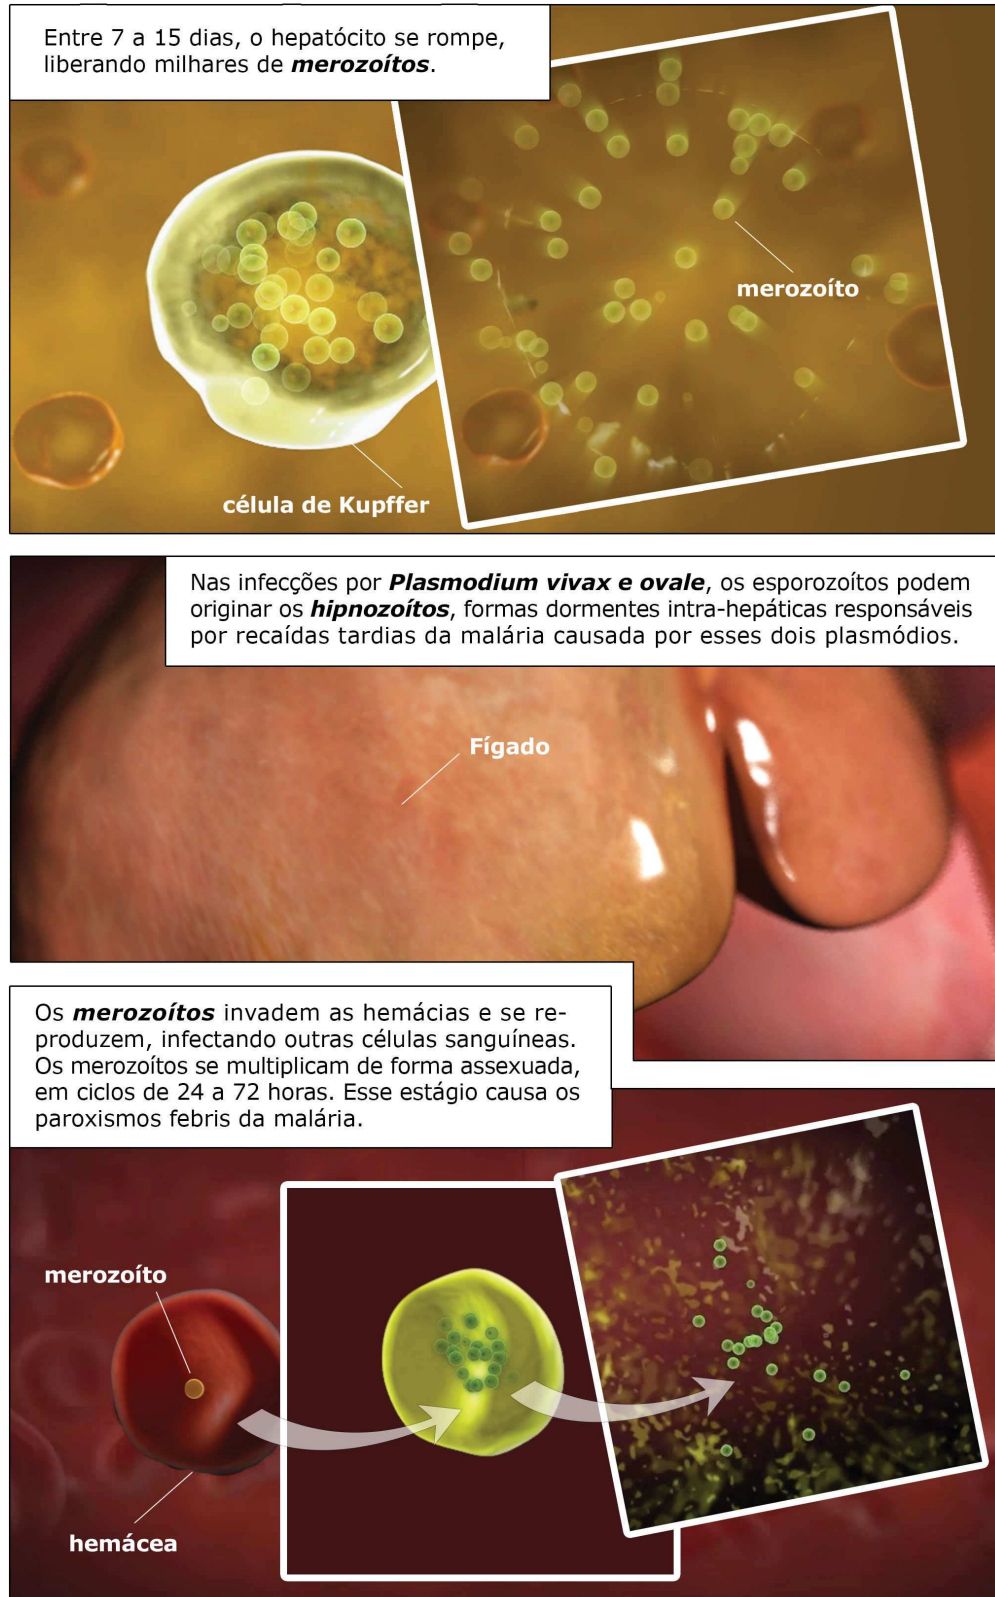 Entre 7 a 15 dias, o hepatócito se rompe,
liberando milhares de merozoítos.
merozoíto
célula de Kupffer
Nas infecções por Plasmodium vivax e ovale, os esporozoítos podem
originar os hipnozoítos, formas dormentes intra-hepáticas responsáveis
por recaídas tardias da malária causada por esses dois plasmódios.
Fígado
Os merozoítos invadem as hemácias e se re-
produzem, infectando outras células sanguíneas.
Os merozoítos se multiplicam de forma assexuada,
em ciclos de 24 a 72 horas. Esse estágio causa os
paroxismos febris da malária.
merozoíto
hemácea